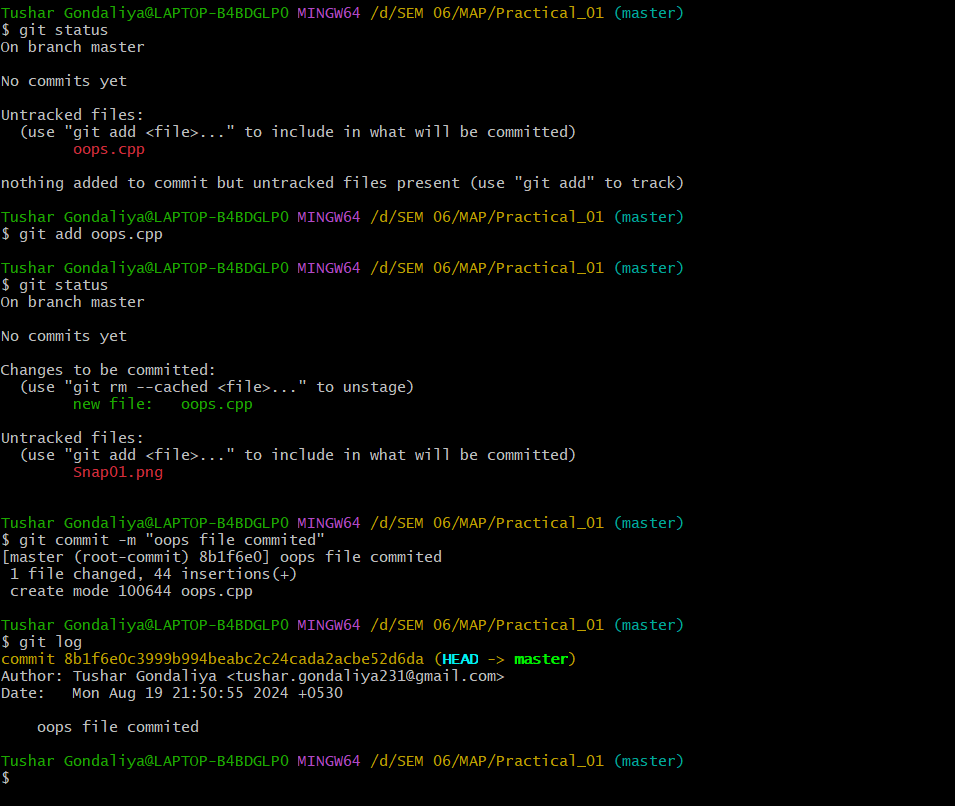 Tushar Gondaliya@LAPTOP-B4BDGLP0 MINGW64 /d/SEM 06/MAP/Practical_01 (master)
$ git status
On branch master

No commits yet

Untracked files:
  (use "git add <file>..." to include in what will be committed)
        oops.cpp

nothing added to commit but untracked files present (use "git add" to track)

Tushar Gondaliya@LAPTOP-B4BDGLP0 MINGW64 /d/SEM 06/MAP/Practical_01 (master)
$ git add oops.cpp

Tushar Gondaliya@LAPTOP-B4BDGLP0 MINGW64 /d/SEM 06/MAP/Practical_01 (master)
$ git status
On branch master

No commits yet

Changes to be committed:
  (use "git rm --cached <file>..." to unstage)
        new file:   oops.cpp

Untracked files:
  (use "git add <file>..." to include in what will be committed)
        Snap01.png


Tushar Gondaliya@LAPTOP-B4BDGLP0 MINGW64 /d/SEM 06/MAP/Practical_01 (master)
$ git commit -m "oops file commited"
[master (root-commit) 8b1f6e0] oops file commited
 1 file changed, 44 insertions(+)
 create mode 100644 oops.cpp

Tushar Gondaliya@LAPTOP-B4BDGLP0 MINGW64 /d/SEM 06/MAP/Practical_01 (master)
$ git log
commit 8b1f6e0c3999b994beabc2c24cada2acbe52d6da (HEAD -> master)
Author: Tushar Gondaliya <tushar.gondaliya231@gmail.com>
Date:   Mon Aug 19 21:50:55 2024 +0530

    oops file commited

Tushar Gondaliya@LAPTOP-B4BDGLP0 MINGW64 /d/SEM 06/MAP/Practical_01 (master)
$